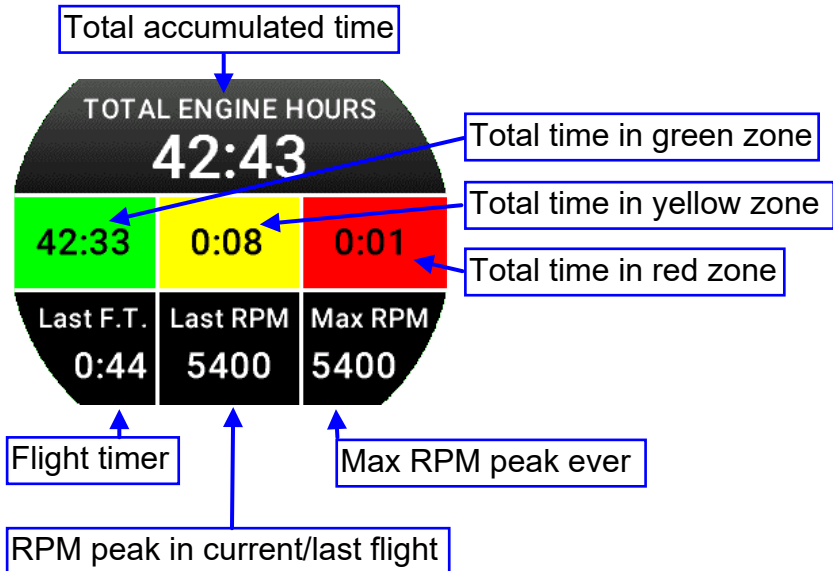 Total accumulated time
TOTAL ENGINE HOURS
42:43
Total time in green zone
Total time in yellow zone
42:33 0:08 0:01
Total time in red zone
Last F.T. Last RPM Max RPM
0:44 5400 5400
Flight timer
Max RPM peak ever
RPM peak in current/last flight